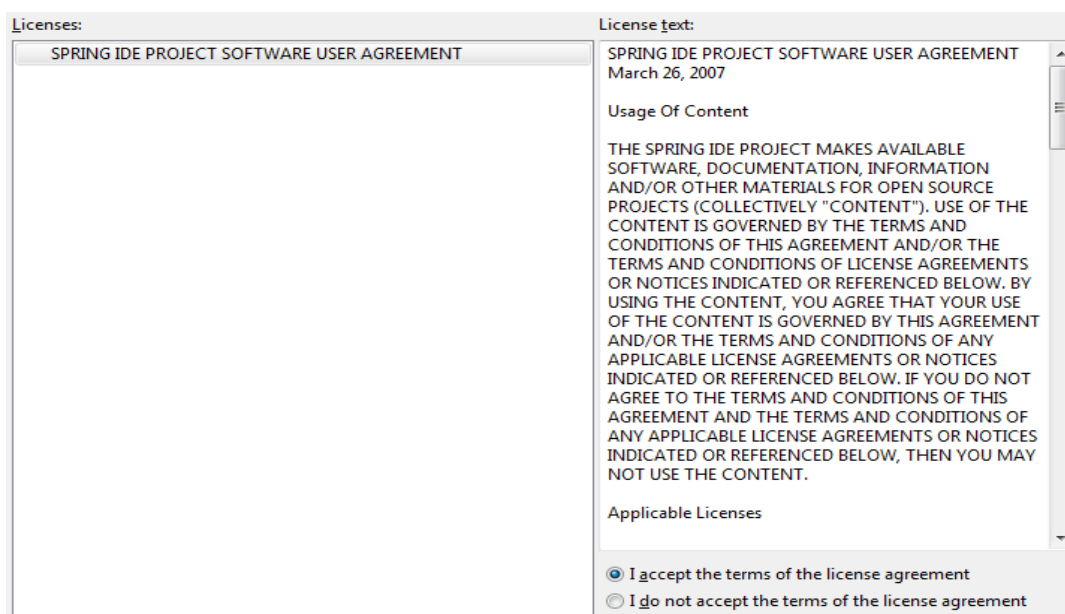 Licenses:
SPRING IDE PROJECT SOFTWARE USER AGREEMENT
License text:
SPRING IDE PROJECT SOFTWARE USER AGREEMENT
March 26, 2007
Usage Of Content
THE SPRING IDE PROJECT MAKES AVAILABLE
SOFTWARE, DOCUMENTATION, INFORMATION
AND/OR OTHER MATERIALS FOR OPEN SOURCE
PROJECTS (COLLECTIVELY "CONTENT"). USE OF THE
CONTENT IS GOVERNED BY THE TERMS AND
CONDITIONS OF THIS AGREEMENT AND/OR THE
TERMS AND CONDITIONS OF LICENSE AGREEMENTS
OR NOTICES INDICATED OR REFERENCED BELOW. BY
USING THE CONTENT, YOU AGREE THAT YOUR USE
OF THE CONTENT IS GOVERNED BY THIS AGREEMENT
AND/OR THE TERMS AND CONDITIONS OF ANY
APPLICABLE LICENSE AGREEMENTS OR NOTICES
INDICATED OR REFERENCED BELOW. IF YOU DO NOT
AGREE TO THE TERMS AND CONDITIONS OF THIS
AGREEMENT AND THE TERMS AND CONDITIONS OF
ANY APPLICABLE LICENSE AGREEMENTS OR NOTICES
INDICATED OR REFERENCED BELOW, THEN YOU MAY
NOT USE THE CONTENT.
Applicable Licenses
I accept the terms of the license agreement
I do not accept the terms of the license agreement